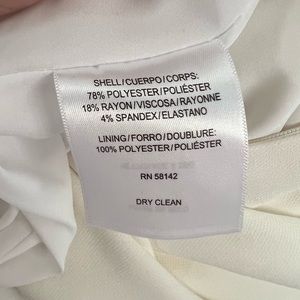 SHELL/CUERPO/CORPS:
78% POLYESTER/POLIÉSTER
18% RAYON/VISCOSA/RAYONNE
4% SPANDEX/ELASTANO
LINING/FORRO/DOUBLURE:
100% POLYESTER/POLIÉSTER
RN 58142
DRY CLEAN